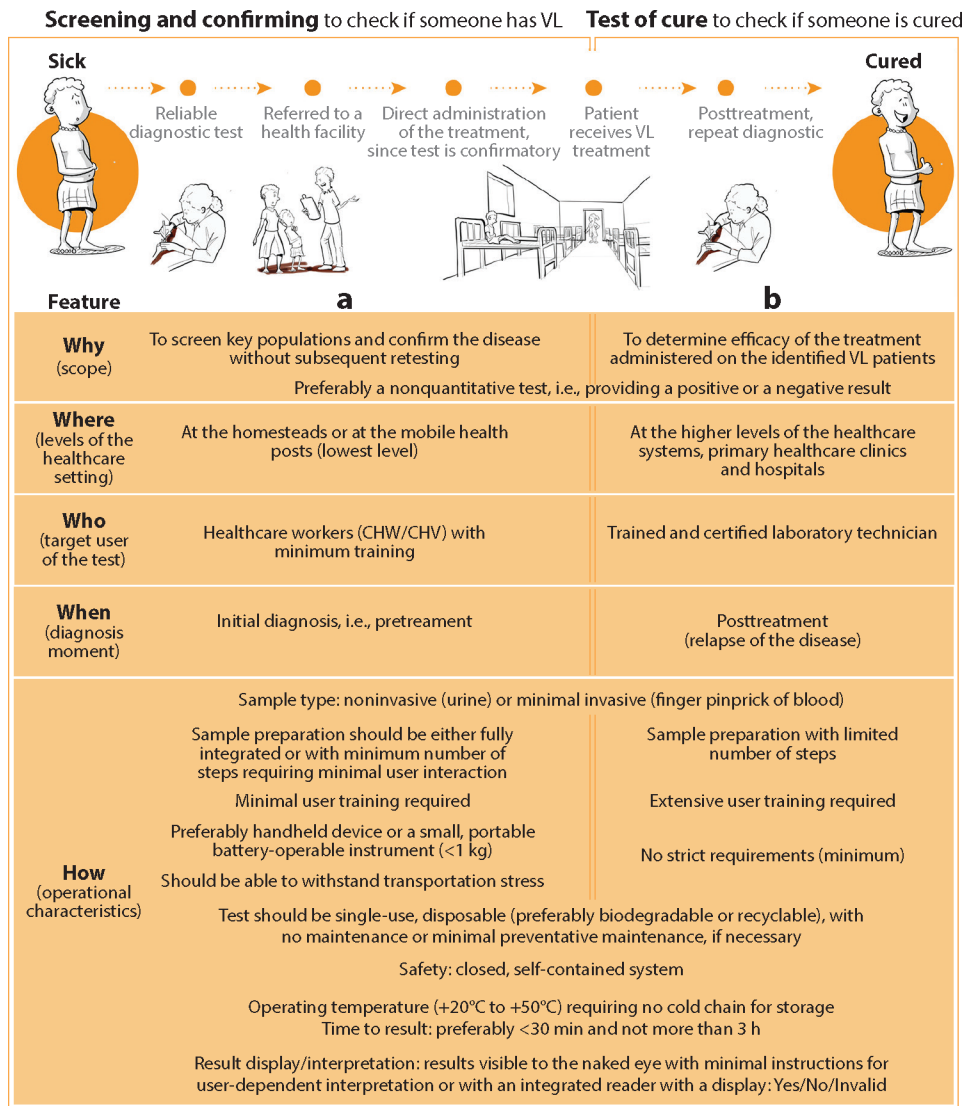 Screening and confirming to check if someone has VL
Test of cure to check if someone is cured
Sick
Cured
Reliable
diagnostic test
Referred to a
health facility
Direct administration
of the treatment,
since test is confirmatory
Patient
receives VL
treatment
Posttreatment,
repeat diagnostic
Feature
a
b
Why
(scope)
To screen key populations and confirm the disease
without subsequent retesting
To determine efficacy of the treatment
administered on the identified VL patients
Preferably a nonquantitative test, i.e., providing a positive or a negative result
Where
(levels of the
healthcare
setting)
At the homesteads or at the mobile health
posts (lowest level)
At the higher levels of the healthcare
systems, primary healthcare clinics
and hospitals
Who
(target user
of the test)
Healthcare workers (CHW/CHV) with
minimum training
Trained and certified laboratory technician
When
(diagnosis
moment)
Initial diagnosis, i.e., pretreament
Posttreatment
(relapse of the disease)
How
(operational
characteristics)
Sample type: noninvasive (urine) or minimal invasive (finger pinprick of blood)
Sample preparation should be either fully
integrated or with minimum number of
steps requiring minimal user interaction
Sample preparation with limited
number of steps
Minimal user training required
Extensive user training required
Preferably handheld device or a small, portable
battery-operable instrument (<1 kg)
No strict requirements (minimum)
Should be able to withstand transportation stress
Test should be single-use, disposable (preferably biodegradable or recyclable), with
no maintenance or minimal preventative maintenance, if necessary
Safety: closed, self-contained system
Operating temperature (+20°C to +50°C) requiring no cold chain for storage
Time to result: preferably <30 min and not more than 3 h
Result display/interpretation: results visible to the naked eye with minimal instructions for
user-dependent interpretation or with an integrated reader with a display: Yes/No/Invalid